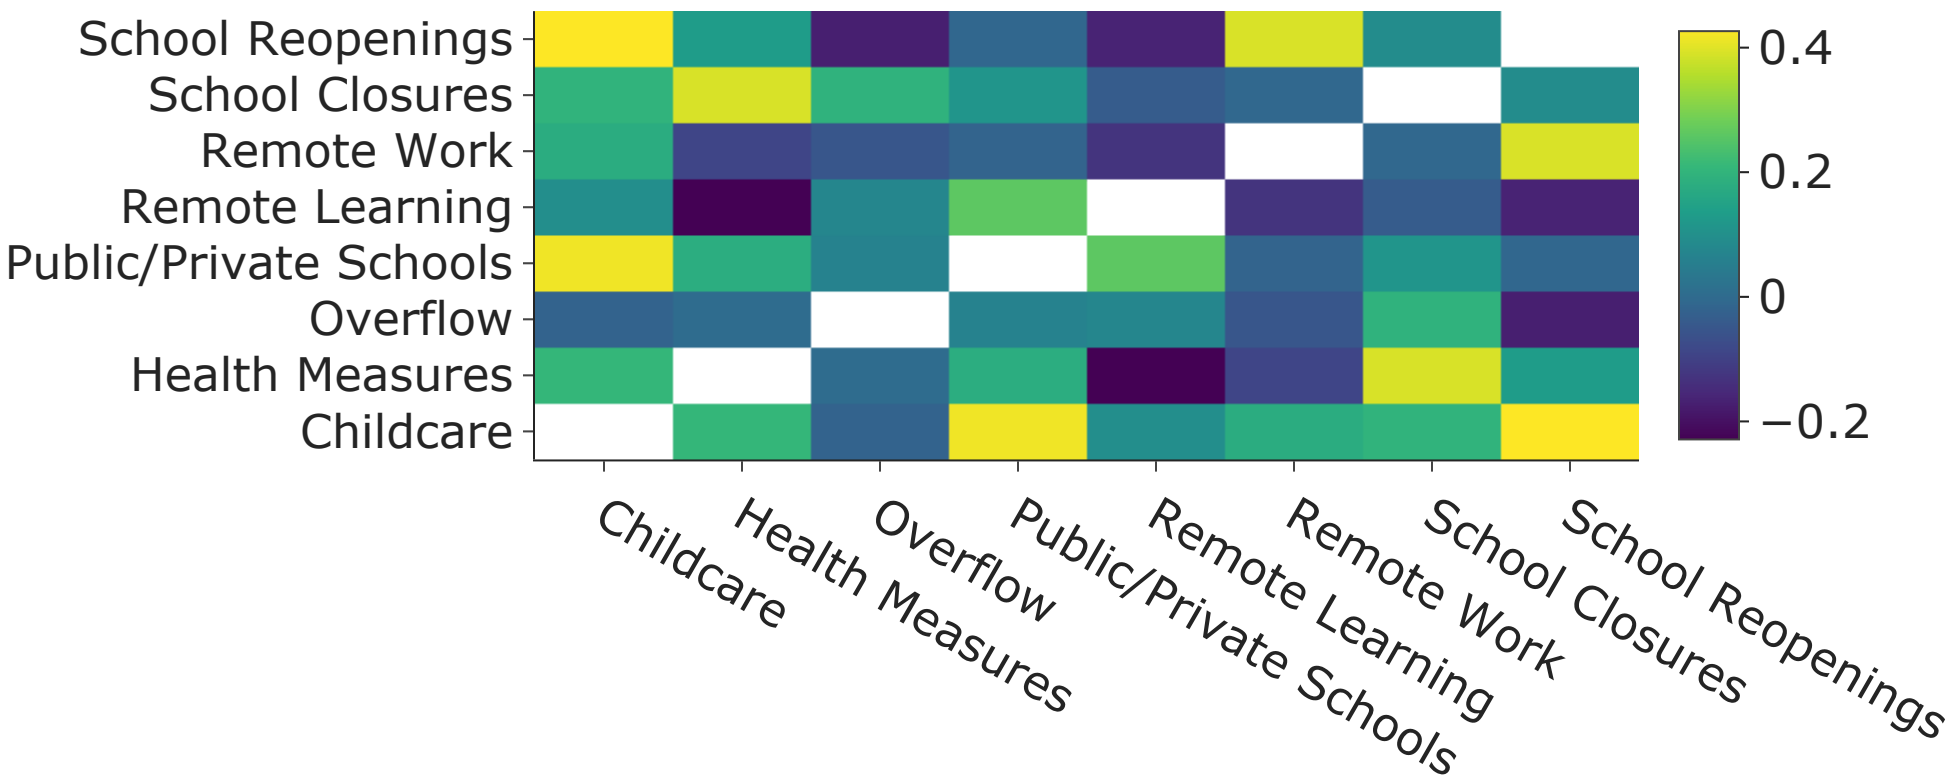 School Reopenings
School Closures
Remote Work
Remote Learning
Public/Private Schools
Overflow
Health Measures
Childcare
Childcare
Health Measures
Overflow
Public/Private Schools
Remote Learning
Remote Work
School Closures
School Reopenings
0.4
0.2
0
−0.2